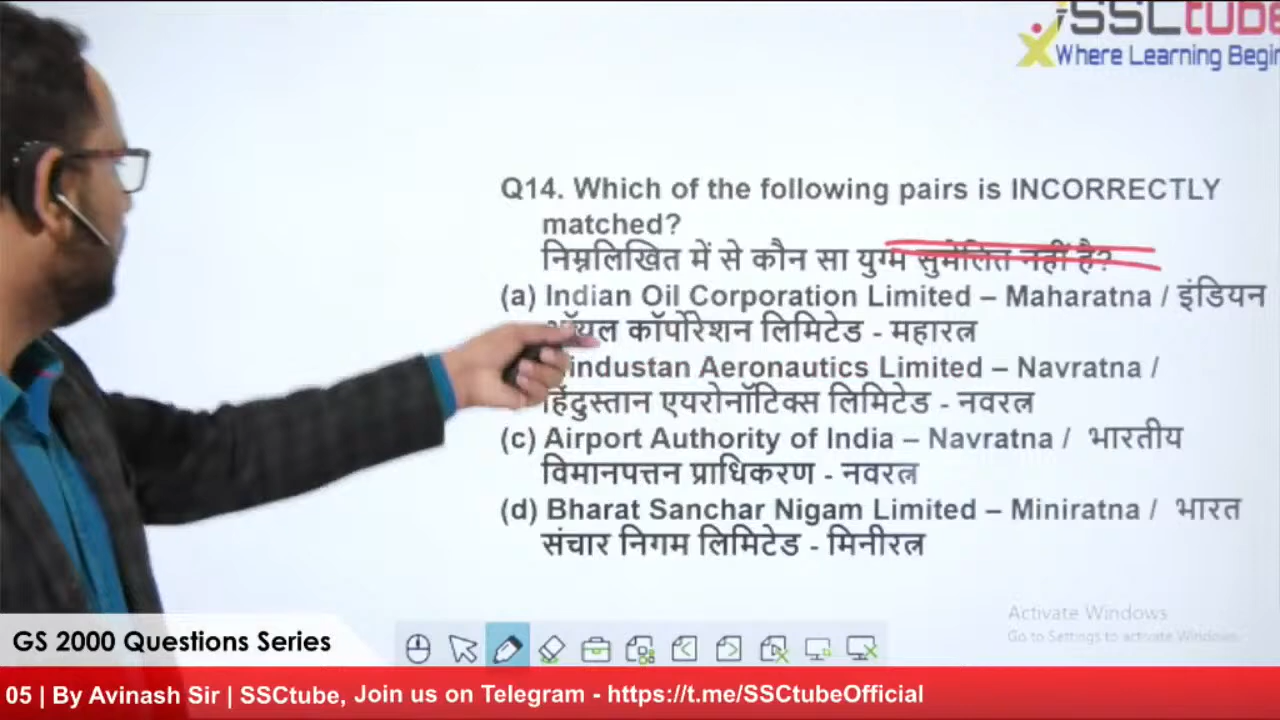 SSCtube
Where Learning Begin
Q14. Which of the following pairs is INCORRECTLY
matched?
निम्नलिखित में से कौन सा युग्म सुमेलित नहीं है?
(a) Indian Oil Corporation Limited – Maharatna / इंडियन
ऑयल कॉर्पोरेशन लिमिटेड - महारत्न
Aeronautics Limited – Navratna /
हिंदुस्तान एयरोनॉटिक्स लिमिटेड - नवरत्न
(c) Airport Authority of India – Navratna / भारतीय
विमानपत्तन प्राधिकरण - नवरत्न
(d) Bharat Sanchar Nigam Limited – Miniratna / भारत
संचार निगम लिमिटेड - मिनीरत्न
Activate Windows
Go to Settings to activate Windows.
GS 2000 Questions Series
05 | By Avinash Sir | SSCtube, Join us on Telegram - https://t.me/SSCtubeOfficial